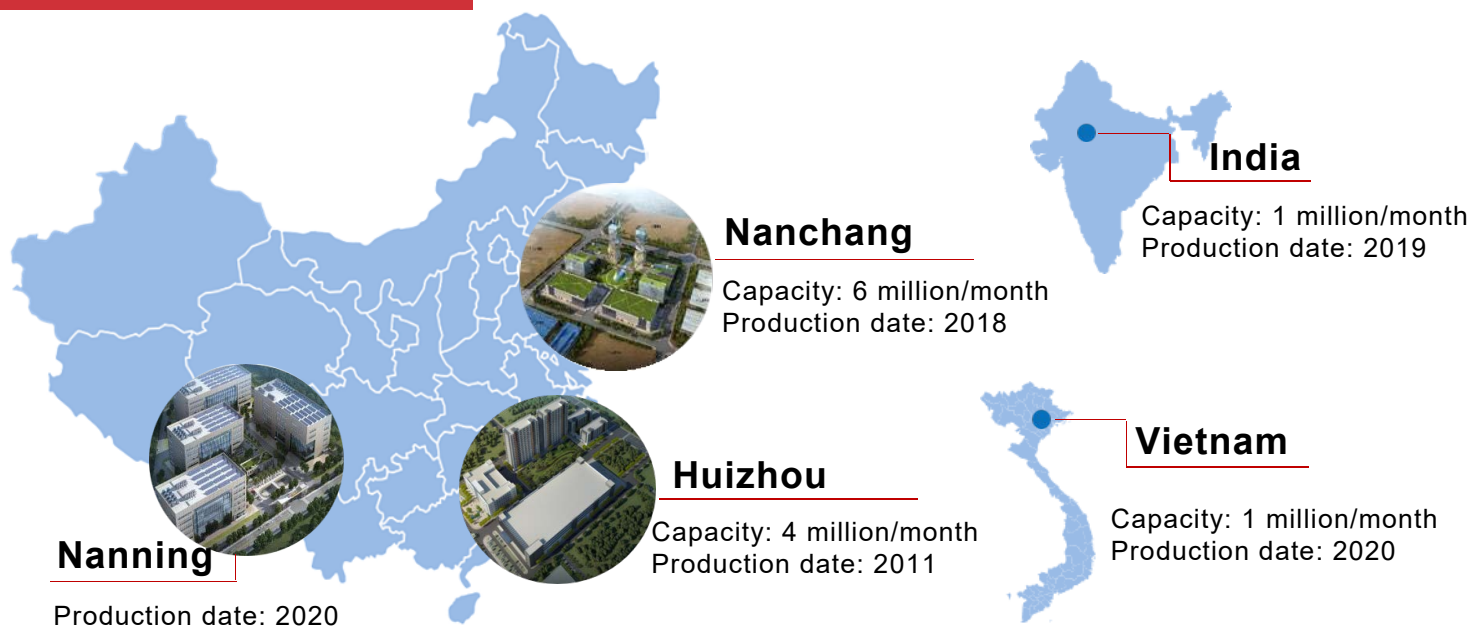 India
Capacity: 1 million/month
Production date: 2019
Nanchang
Capacity: 6 million/month
Production date: 2018
Vietnam
Capacity: 1 million/month
Production date: 2020
Huizhou
Capacity: 4 million/month
Production date: 2011
Nanning
Production date: 2020